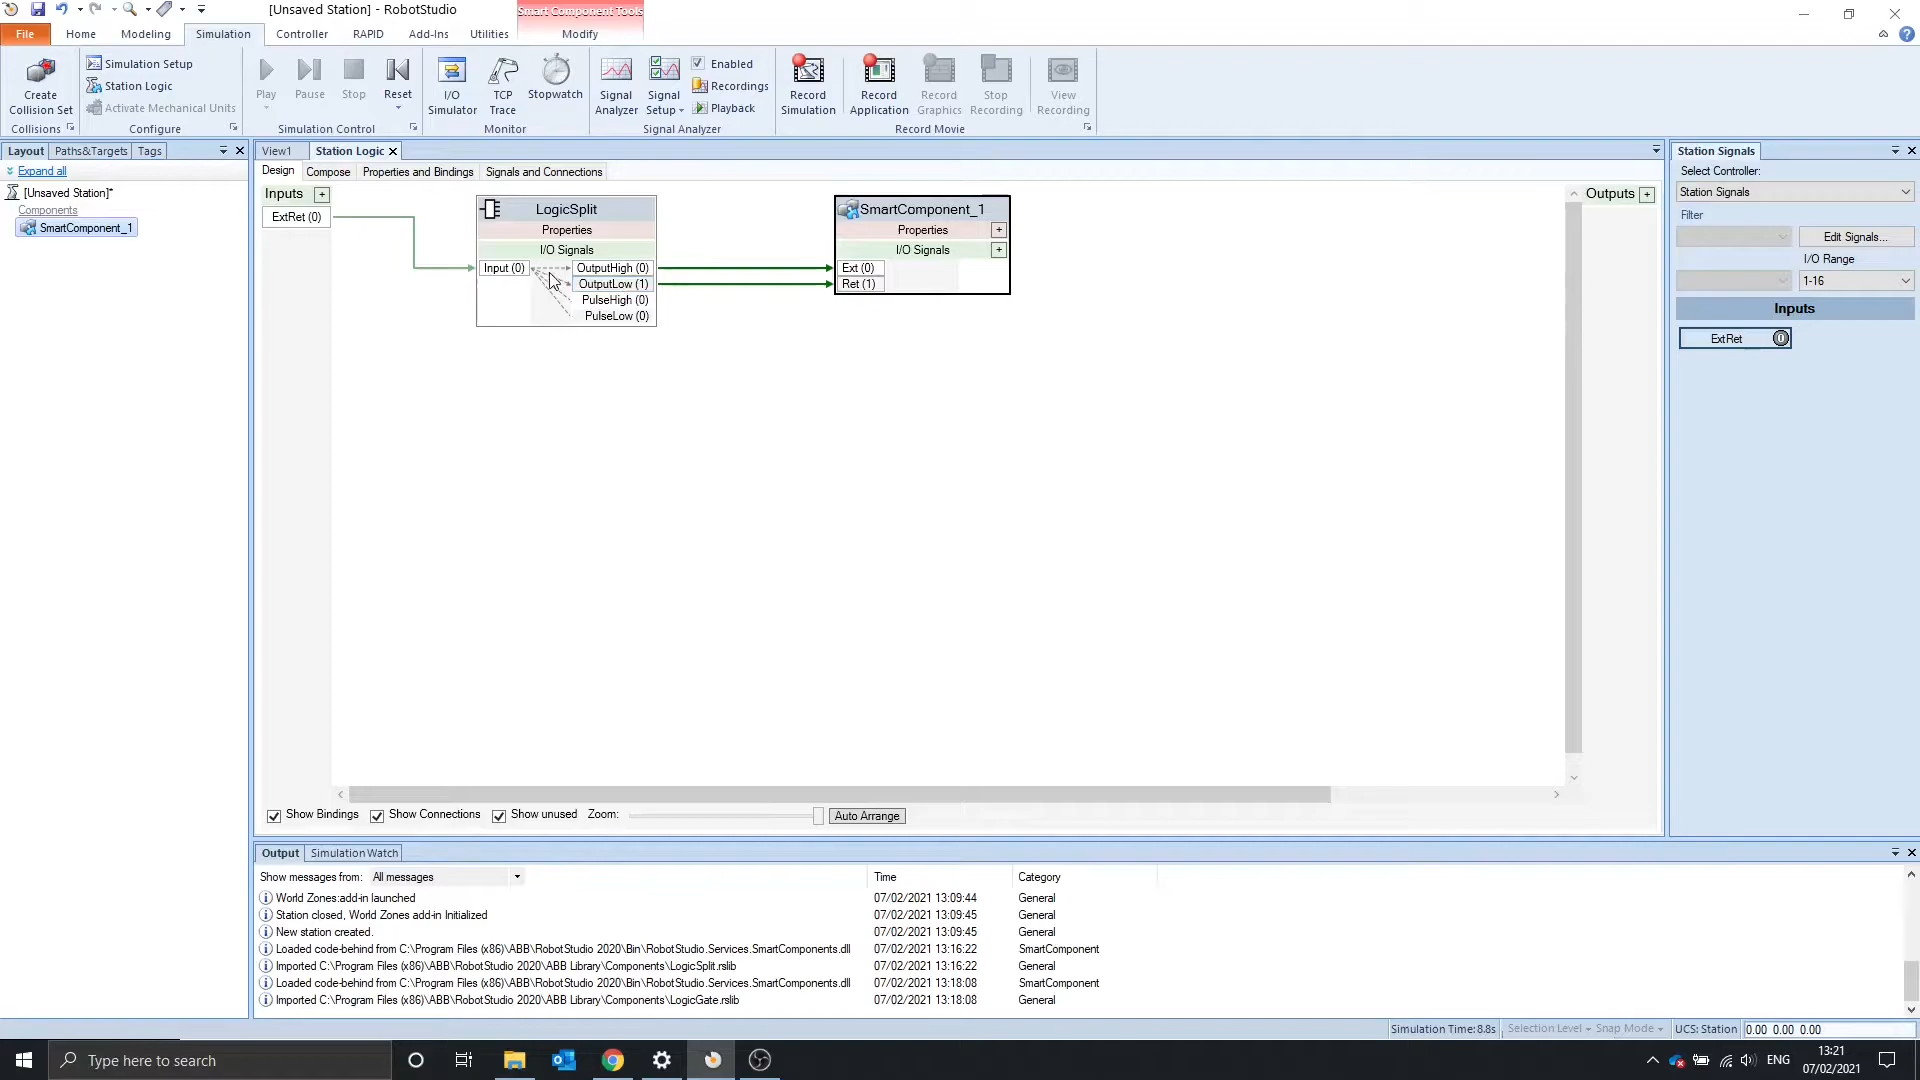 [Unsaved Station] - RobotStudio
Smart Component Tools
File Home Modeling Simulation Controller RAPID Add-Ins Utilities Modify
Create Collision Set
Simulation Setup
Station Logic
Activate Mechanical Units
Play
Pause
Stop
Reset
I/O Simulator
TCP Trace
Stopwatch
Signal Analyzer
Signal Setup
Enabled
Recordings
Playback
Record Simulation
Record Application
Record Graphics
Stop Recording
View Recording
Collisions Configure Simulation Control Monitor Signal Analyzer Record Movie
Layout Paths&Targets Tags
Expand all
[Unsaved Station]*
Components
SmartComponent_1
View1 Station Logic
Design Compose Properties and Bindings Signals and Connections
Inputs +
ExtRet (0)
LogicSplit
Properties
I/O Signals
Input (0) OutputHigh (0)
OutputLow (1)
PulseHigh (0)
PulseLow (0)
SmartComponent_1
Properties +
I/O Signals +
Ext (0)
Ret (1)
Outputs +
Show Bindings Show Connections Show unused Zoom: Auto Arrange
Station Signals
Select Controller:
Station Signals
Filter
Edit Signals...
I/O Range
1-16
Inputs
ExtRet 0
Output Simulation Watch
Show messages from: All messages Time Category
World Zones:add-in launched 07/02/2021 13:09:44 General
Station closed, World Zones add-in Initialized 07/02/2021 13:09:45 General
New station created. 07/02/2021 13:09:45 General
Loaded code-behind from C:\Program Files (x86)\ABB\RobotStudio 2020\Bin\RobotStudio.Services.SmartComponents.dll 07/02/2021 13:16:22 SmartComponent
Imported C:\Program Files (x86)\ABB\RobotStudio 2020\ABB Library\Components\LogicSplit.rslib 07/02/2021 13:16:22 General
Loaded code-behind from C:\Program Files (x86)\ABB\RobotStudio 2020\Bin\RobotStudio.Services.SmartComponents.dll 07/02/2021 13:18:08 SmartComponent
Imported C:\Program Files (x86)\ABB\RobotStudio 2020\ABB Library\Components\LogicGate.rslib 07/02/2021 13:18:08 General
Simulation Time: 8.8s Selection Level Snap Mode UCS: Station 0.00 0.00 0.00
Type here to search
ENG
13:21
07/02/2021